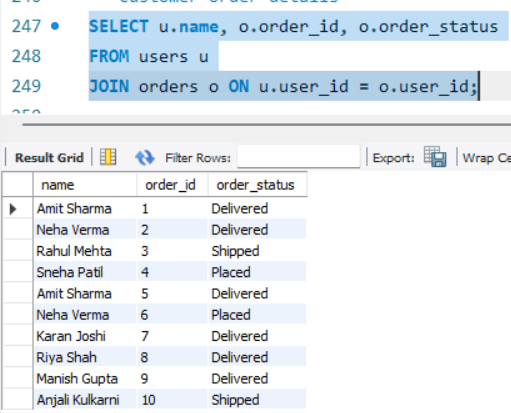 customer order details
247 SELECT u.name, o.order_id, o.order_status
248 FROM users u
249 JOIN orders o ON u.user_id = o.user_id;
Result Grid Filter Rows: Export: Wrap Ce
name order_id order_status
Amit Sharma 1 Delivered
Neha Verma 2 Delivered
Rahul Mehta 3 Shipped
Sneha Patil 4 Placed
Amit Sharma 5 Delivered
Neha Verma 6 Placed
Karan Joshi 7 Delivered
Riya Shah 8 Delivered
Manish Gupta 9 Delivered
Anjali Kulkarni 10 Shipped